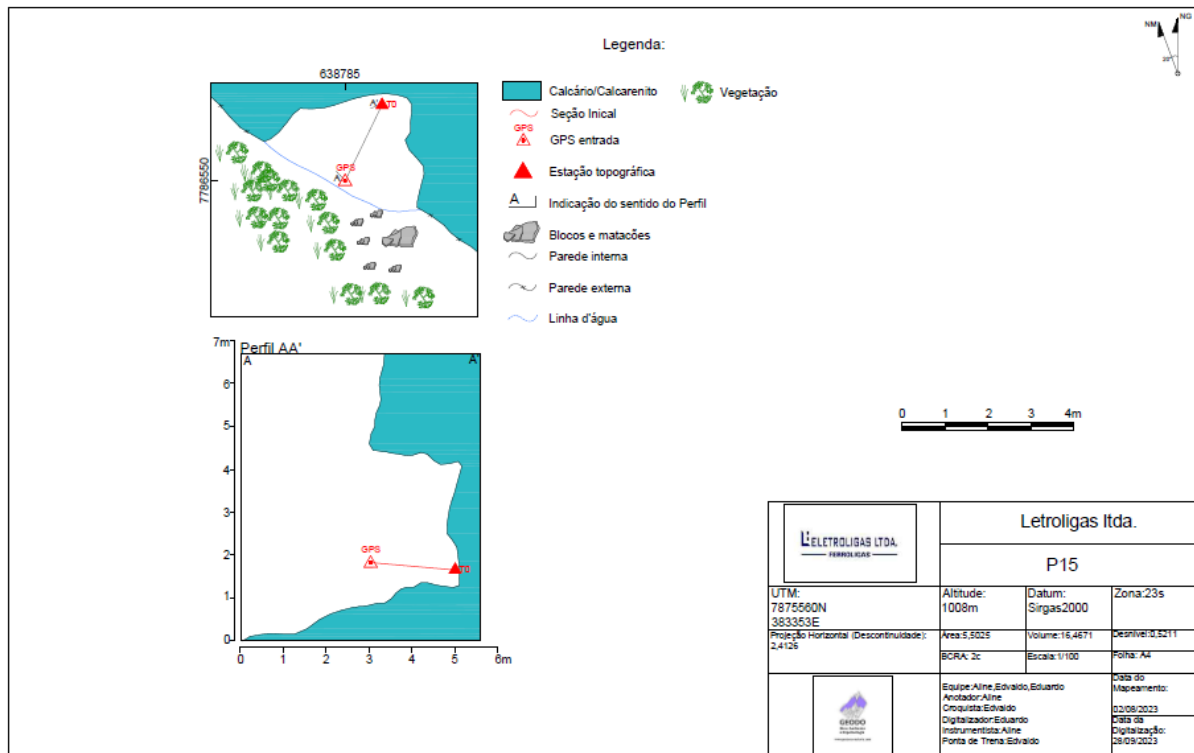 NM NG
Legenda:
638785
7786550
A' T0
GPS
A
Calcário/Calcarenito
Vegetação
Seção Inical
GPS
GPS entrada
Estação topográfica
A
Indicação do sentido do Perfil
Blocos e matacões
Parede interna
Parede externa
Linha d'água
Perfil AA'
A A'
7m
6
5
4
3
2
1
0
GPS
T0
0 1 2 3 4 5 6m
0 1 2 3 4m
ELETROLIGAS LTDA.
FERROLIGAS
Letroligas ltda.
P15
UTM:
7875560N
383353E
Altitude:
1008m
Datum:
Sirgas2000
Zona:23s
Projeção Horizontal (Descontinuidade):
2,4126
Área:5,5025
Volume:16,4671
Desnível:0,5211
BCRA: 2c
Escala:1/100
Folha: A4
GEODO
Equipe:Aline,Edvaldo,Eduardo
Anotador:Aline
Croquista:Edvaldo
Digitalizador:Eduardo
Instrumentista:Aline
Ponta de Trena:Edvaldo
Data do
Mapeamento:
02/08/2023
Data da
Digitalização:
28/09/2023